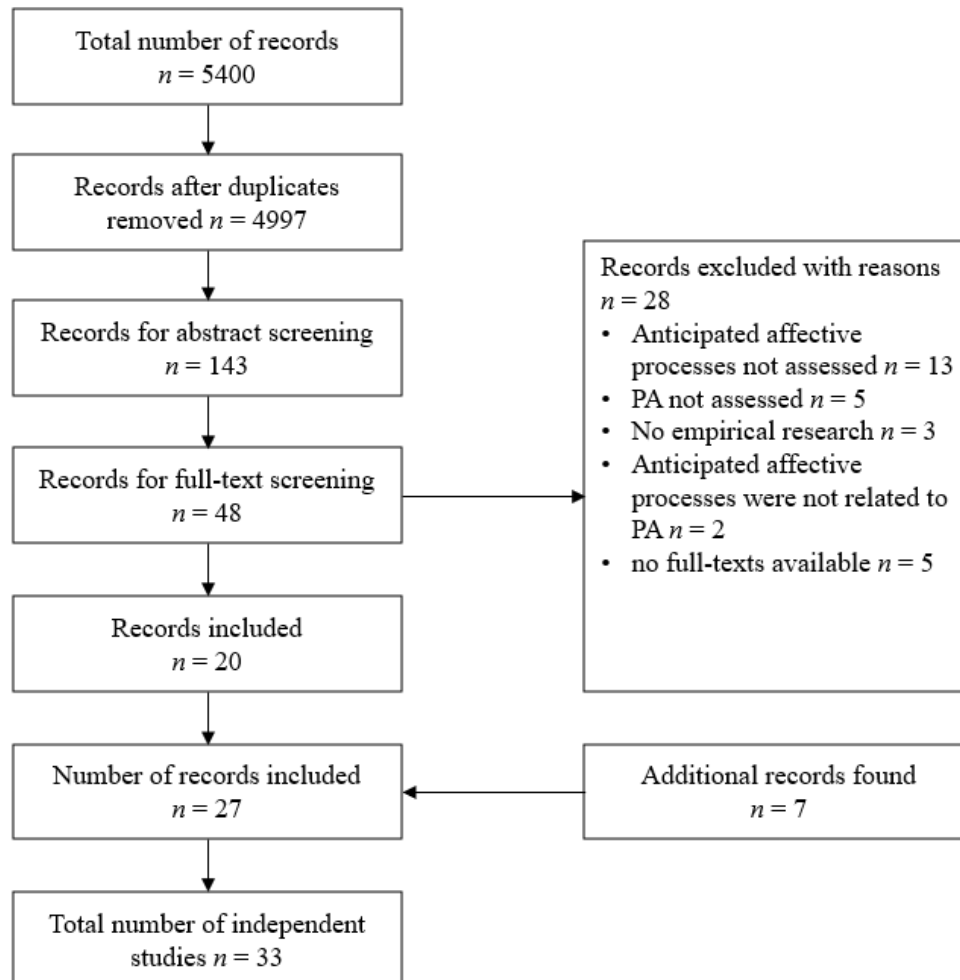 Total number of records
n = 5400
Records after duplicates
removed n = 4997
Records for abstract screening
n = 143
Records for full-text screening
n = 48
Records excluded with reasons
n = 28
• Anticipated affective
processes not assessed n = 13
• PA not assessed n = 5
• No empirical research n = 3
• Anticipated affective
processes were not related to
PA n = 2
• no full-texts available n = 5
Records included
n = 20
Number of records included
n = 27
Additional records found
n = 7
Total number of independent
studies n = 33